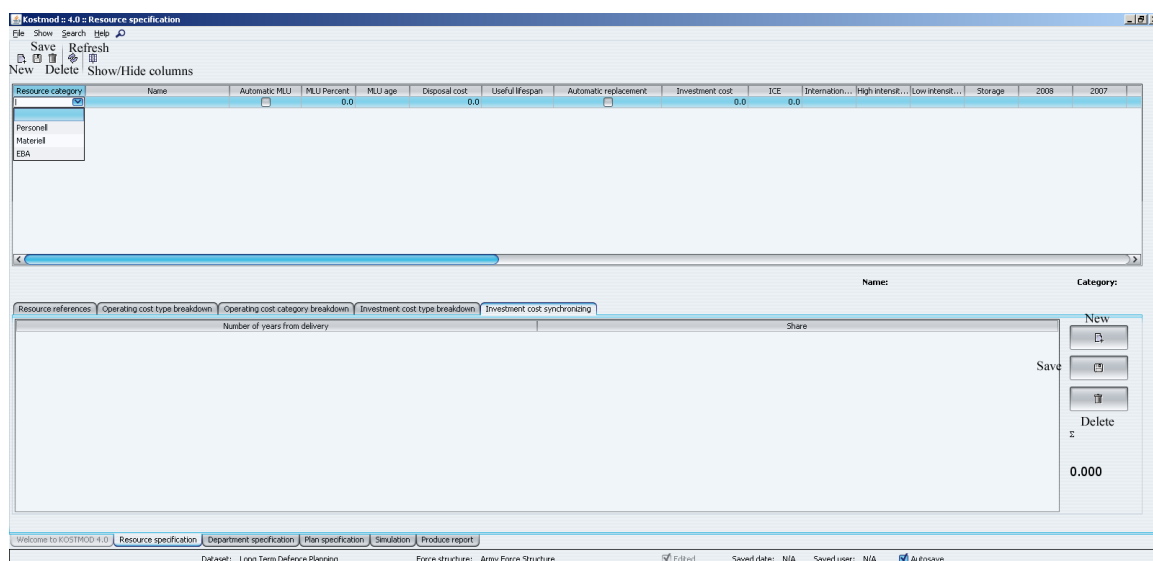 Kostmod :: 4.0 :: Resource specification
File Show Search Help
Save Refresh
New Delete Show/Hide columns
Resource category Name Automatic MLU MLU Percent MLU age Disposal cost Useful lifespan Automatic replacement Investment cost ICE Internation... High intensit... Low intensit... Storage 2008 2007
0.0 0.0 0.0 0.0
Personell
Materiell
EBA
Name: Category:
Resource references Operating cost type breakdown Operating cost category breakdown Investment cost type breakdown Investment cost synchronizing
Number of years from delivery Share
New
Save
Delete
Σ
0.000
Welcome to KOSTMOD 4.0 Resource specification Department specification Plan specification Simulation Produce report
Dataset: Long Term Defence Planning Force structure: Army Force Structure Edited Saved date: N/A Saved user: N/A Autosave